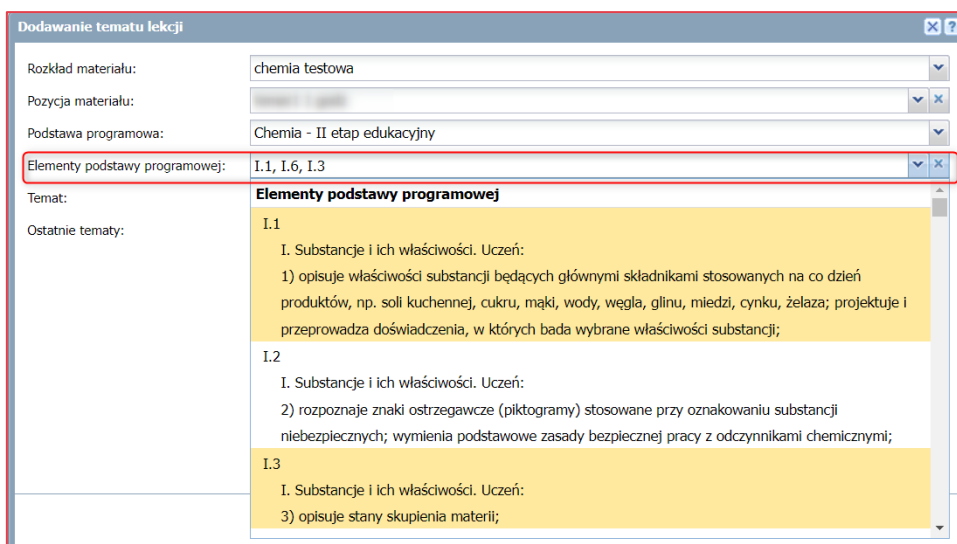 Dodawanie tematu lekcji
Rozkład materiału: chemia testowa
Pozycja materiału:
Podstawa programowa: Chemia - II etap edukacyjny
Elementy podstawy programowej: I.1, I.6, I.3
Temat:
Ostatnie tematy:
Elementy podstawy programowej
I.1
I. Substancje i ich właściwości. Uczeń:
1) opisuje właściwości substancji będących głównymi składnikami stosowanych na co dzień
produktów, np. soli kuchennej, cukru, mąki, wody, węgla, glinu, miedzi, cynku, żelaza; projektuje i
przeprowadza doświadczenia, w których bada wybrane właściwości substancji;
I.2
I. Substancje i ich właściwości. Uczeń:
2) rozpoznaje znaki ostrzegawcze (piktogramy) stosowane przy oznakowaniu substancji
niebezpiecznych; wymienia podstawowe zasady bezpiecznej pracy z odczynnikami chemicznymi;
I.3
I. Substancje i ich właściwości. Uczeń:
3) opisuje stany skupienia materii;